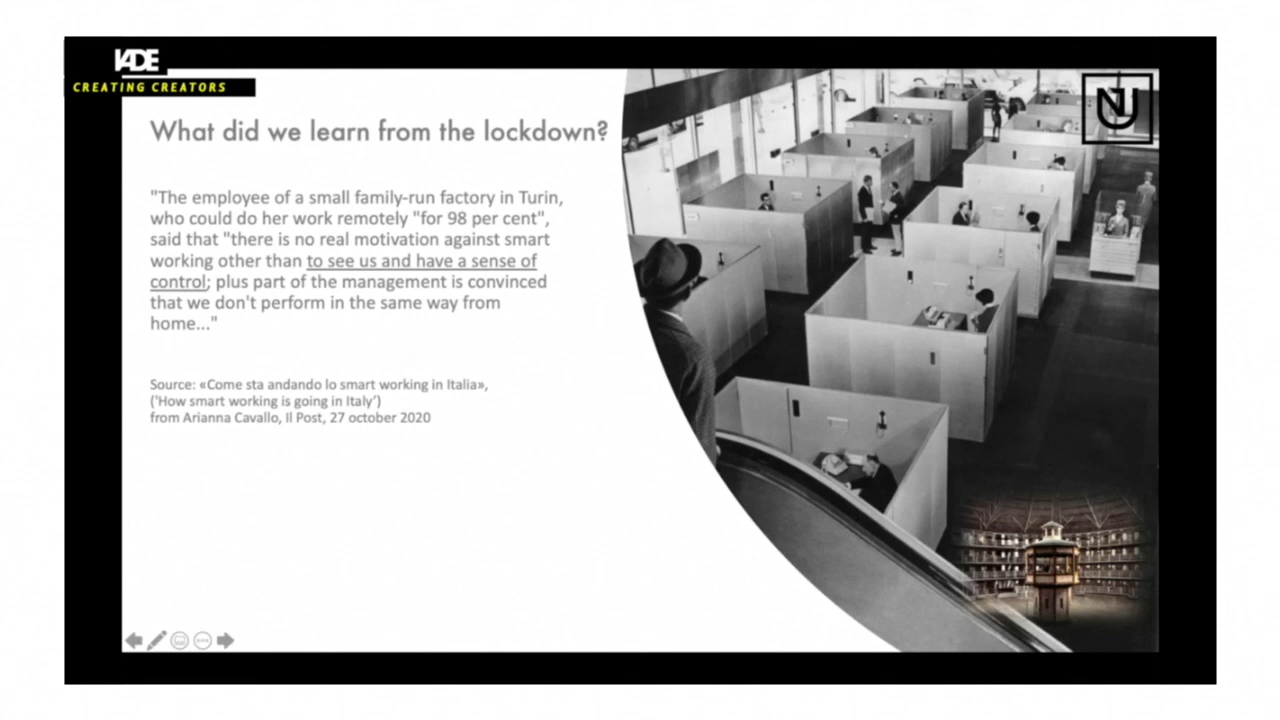 IADE
CREATING CREATORS
What did we learn from the lockdown?
"The employee of a small family-run factory in Turin,
who could do her work remotely "for 98 per cent",
said that "there is no real motivation against smart
working other than to see us and have a sense of
control; plus part of the management is convinced
that we don't perform in the same way from
home..."
Source: «Come sta andando lo smart working in Italia»,
('How smart working is going in Italy')
from Arianna Cavallo, Il Post, 27 october 2020